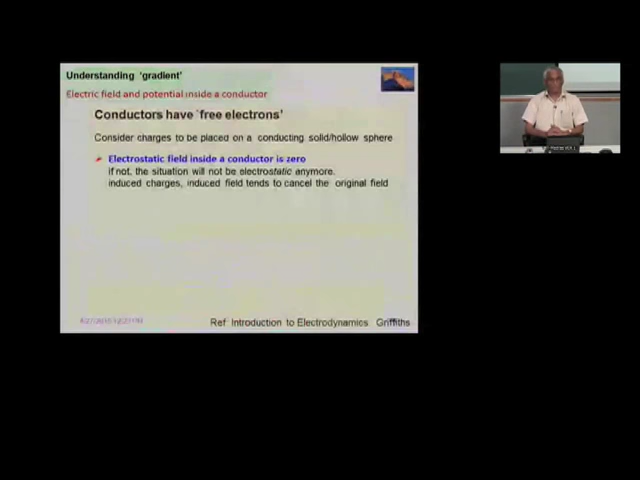 Understanding 'gradient'
Electric field and potential inside a conductor
Conductors have `free electrons'
Consider charges to be placed on a conducting solid/hollow sphere
Electrostatic field inside a conductor is zero
if not, the situation will not be electrostatic anymore.
induced charges, induced field tends to cancel the original field
Ref Introduction to Electrodynamics Griffiths